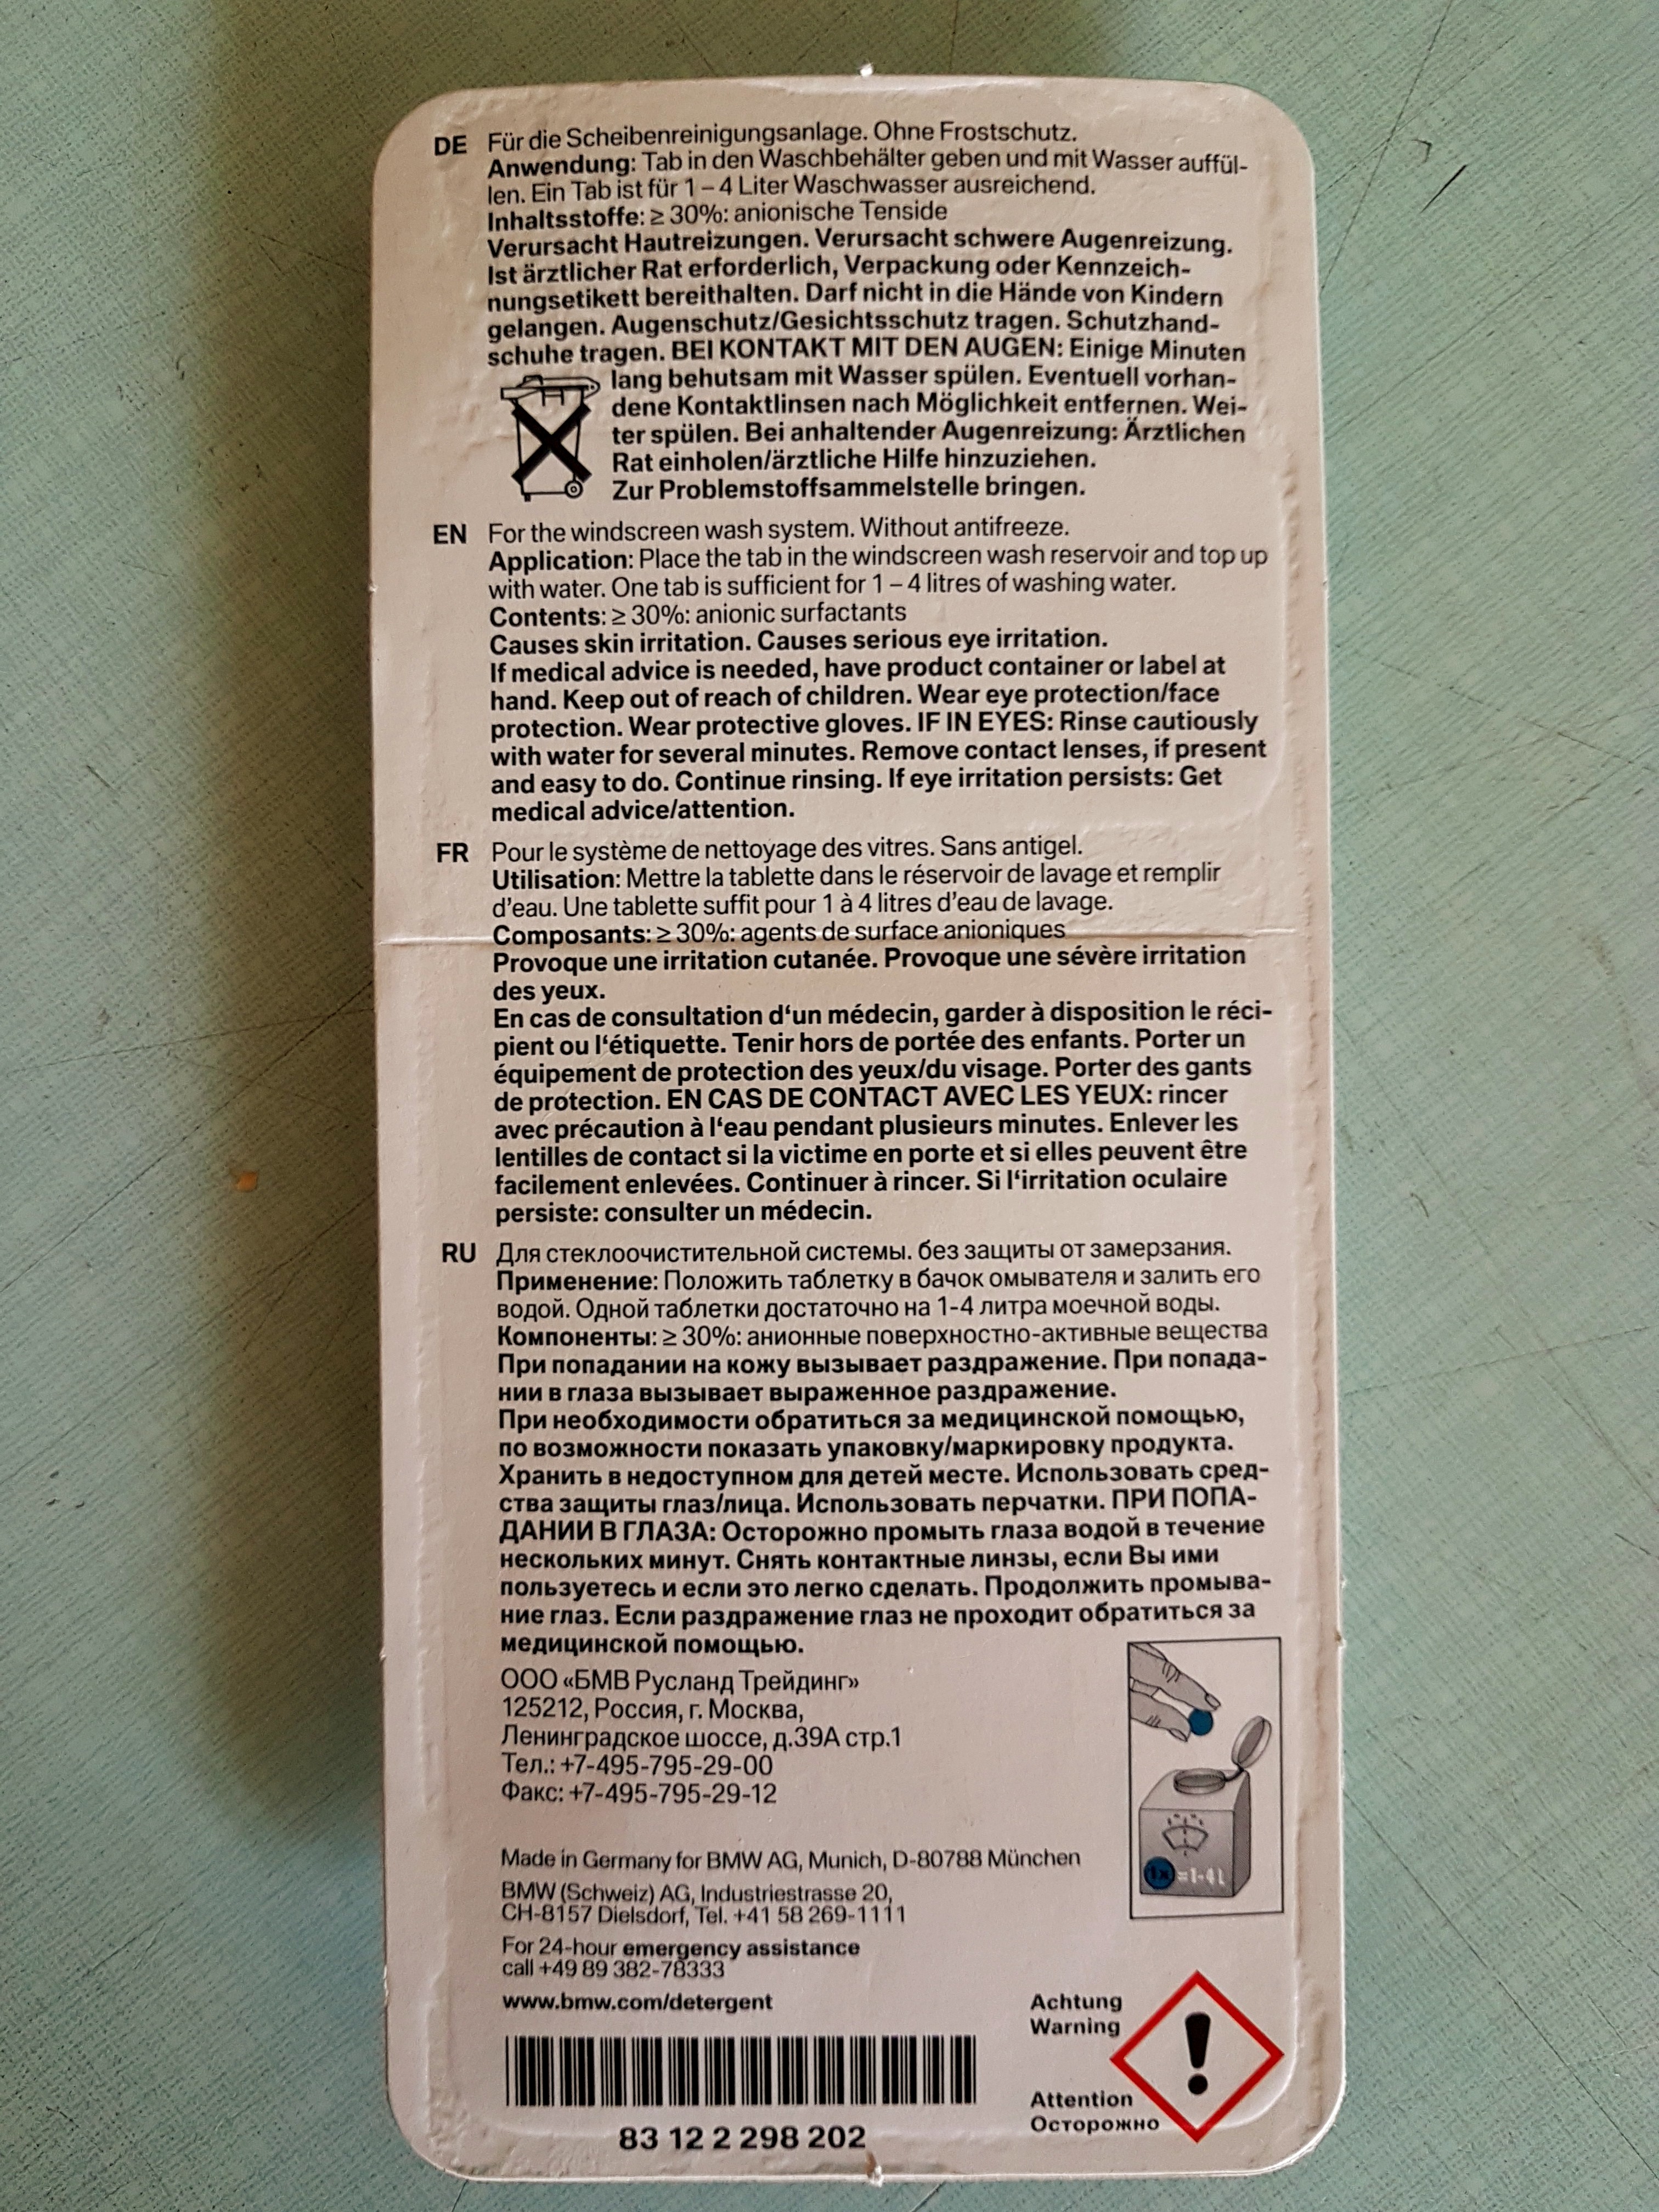 DE Für die Scheibenreinigungsanlage. Ohne Frostschutz.
Anwendung: Tab in den Waschbehälter geben und mit Wasser auffül-
len. Ein Tab ist für 1 – 4 Liter Waschwasser ausreichend.
Inhaltsstoffe: ≥ 30%: anionische Tenside
Verursacht Hautreizungen. Verursacht schwere Augenreizung.
Ist ärztlicher Rat erforderlich, Verpackung oder Kennzeich-
nungsetikett bereithalten. Darf nicht in die Hände von Kindern
gelangen. Augenschutz/Gesichtsschutz tragen. Schutzhand-
schuhe tragen. BEI KONTAKT MIT DEN AUGEN: Einige Minuten
lang behutsam mit Wasser spülen. Eventuell vorhan-
dene Kontaktlinsen nach Möglichkeit entfernen. Wei-
ter spülen. Bei anhaltender Augenreizung: Ärztlichen
Rat einholen/ärztliche Hilfe hinzuziehen.
Zur Problemstoffsammelstelle bringen.
EN For the windscreen wash system. Without antifreeze.
Application: Place the tab in the windscreen wash reservoir and top up
with water. One tab is sufficient for 1 – 4 litres of washing water.
Contents: ≥ 30%: anionic surfactants
Causes skin irritation. Causes serious eye irritation.
If medical advice is needed, have product container or label at
hand. Keep out of reach of children. Wear eye protection/face
protection. Wear protective gloves. IF IN EYES: Rinse cautiously
with water for several minutes. Remove contact lenses, if present
and easy to do. Continue rinsing. If eye irritation persists: Get
medical advice/attention.
FR Pour le système de nettoyage des vitres. Sans antigel.
Utilisation: Mettre la tablette dans le réservoir de lavage et remplir
d'eau. Une tablette suffit pour 1 à 4 litres d'eau de lavage.
Composants: ≥ 30%: agents de surface anioniques
Provoque une irritation cutanée. Provoque une sévère irritation
des yeux.
En cas de consultation d‘un médecin, garder à disposition le réci-
pient ou l‘étiquette. Tenir hors de portée des enfants. Porter un
équipement de protection des yeux/du visage. Porter des gants
de protection. EN CAS DE CONTACT AVEC LES YEUX: rincer
avec précaution à l‘eau pendant plusieurs minutes. Enlever les
lentilles de contact si la victime en porte et si elles peuvent être
facilement enlevées. Continuer à rincer. Si l‘irritation oculaire
persiste: consulter un médecin.
RU Для стеклоочистительной системы. без защиты от замерзания.
Применение: Положить таблетку в бачок омывателя и залить его
водой. Одной таблетки достаточно на 1-4 литра моечной воды.
Компоненты: ≥ 30%: анионные поверхностно-активные вещества
При попадании на кожу вызывает раздражение. При попада-
нии в глаза вызывает выраженное раздражение.
При необходимости обратиться за медицинской помощью,
по возможности показать упаковку/маркировку продукта.
Хранить в недоступном для детей месте. Использовать сред-
ства защиты глаз/лица. Использовать перчатки. ПРИ ПОПА-
ДАНИИ В ГЛАЗА: Осторожно промыть глаза водой в течение
нескольких минут. Снять контактные линзы, если Вы ими
пользуетесь и если это легко сделать. Продолжить промыва-
ние глаз. Если раздражение глаз не проходит обратиться за
медицинской помощью.
ООО «БМВ Русланд Трейдинг»
125212, Россия, г. Москва,
Ленинградское шоссе, д.39А стр.1
Тел.: +7-495-795-29-00
Факс: +7-495-795-29-12
1x =1-4 L
Made in Germany for BMW AG, Munich, D-80788 München
BMW (Schweiz) AG, Industriestrasse 20,
CH-8157 Dielsdorf, Tel. +41 58 269-1111
For 24-hour emergency assistance
call +49 89 382-78333
www.bmw.com/detergent
Achtung
Warning
Attention
Осторожно
83 12 2 298 202